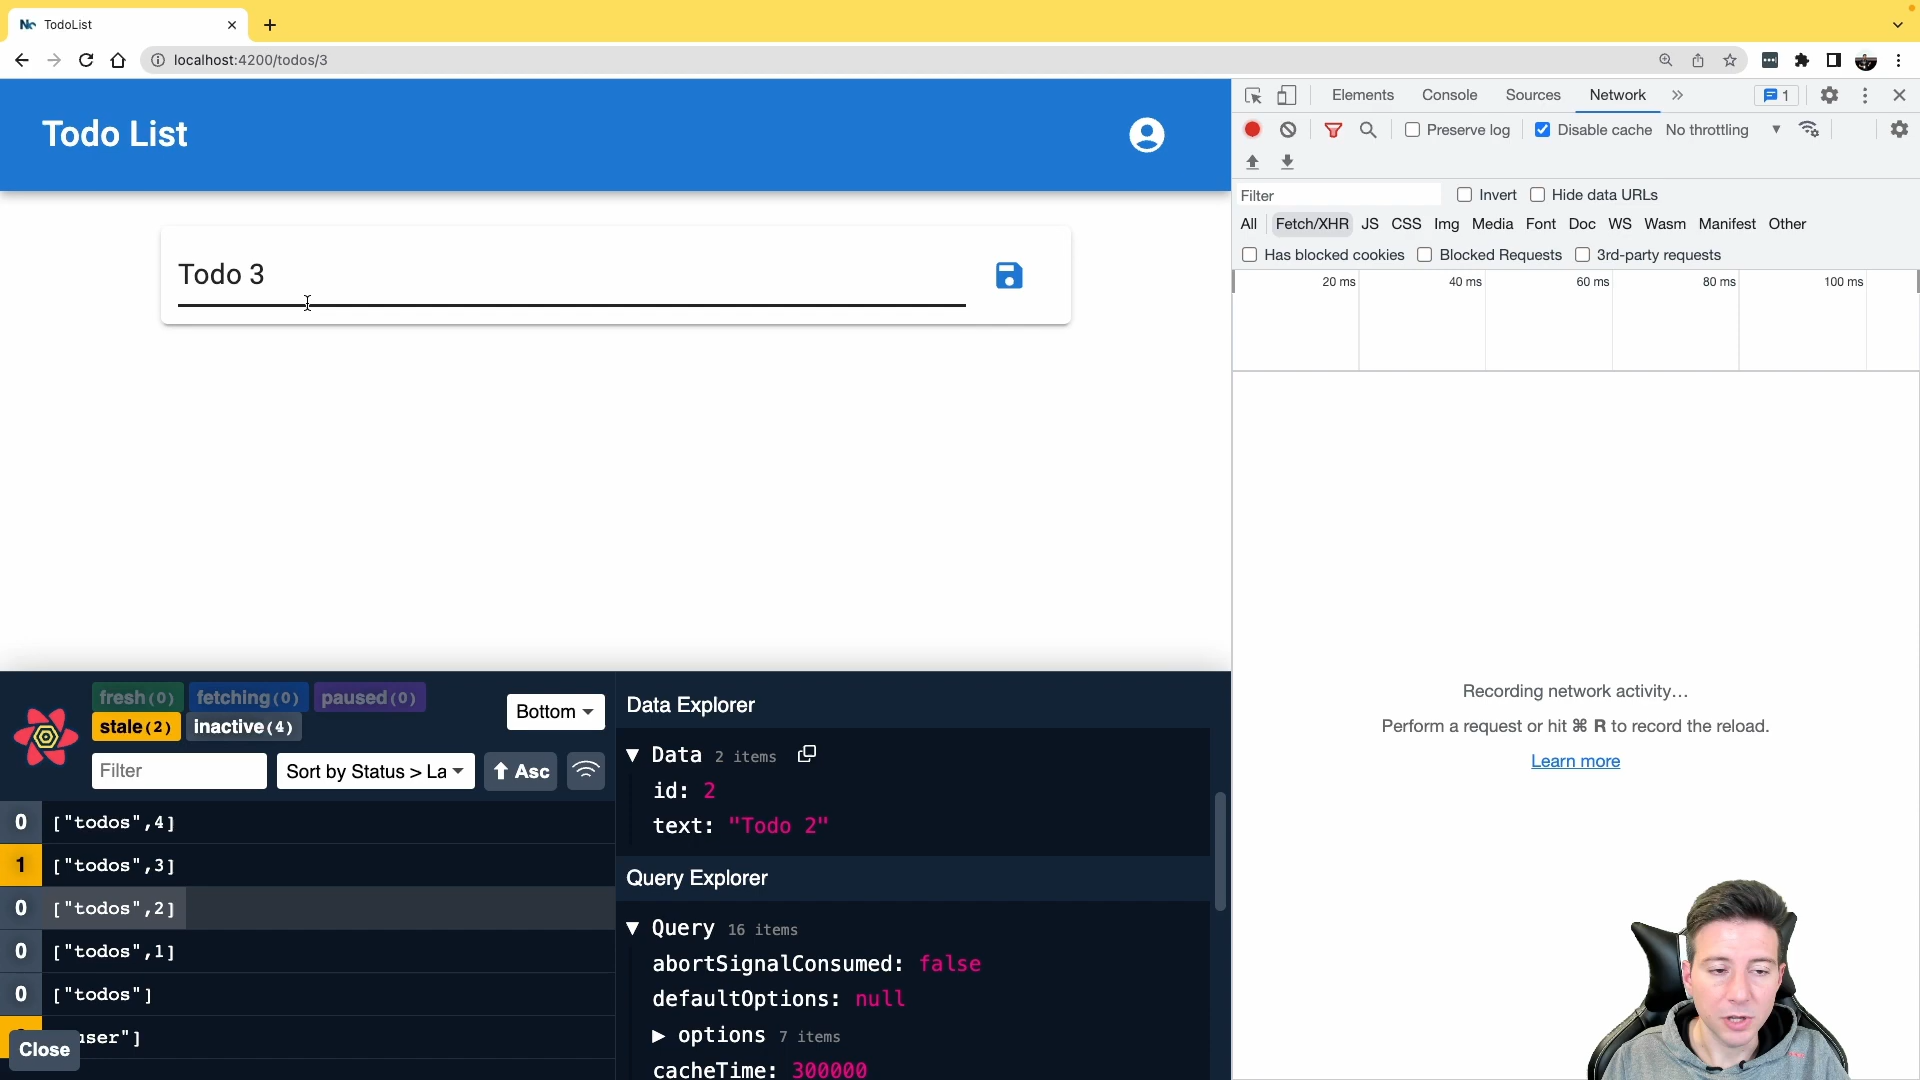 TodoList
localhost:4200/todos/3
Todo List
Todo 3
Elements Console Sources Network 1
Preserve log Disable cache No throttling
Filter Invert Hide data URLs
All Fetch/XHR JS CSS Img Media Font Doc WS Wasm Manifest Other
Has blocked cookies Blocked Requests 3rd-party requests
20 ms 40 ms 60 ms 80 ms 100 ms
Recording network activity…
Perform a request or hit ⌘ R to record the reload.
Learn more
fresh(0) fetching(0) paused(0)
stale(2) inactive(4)
Bottom
Filter Sort by Status > La Asc
0 ["todos",4]
1 ["todos",3]
0 ["todos",2]
0 ["todos",1]
0 ["todos"]
user"]
Close
Data Explorer
Data 2 items
id: 2
text: "Todo 2"
Query Explorer
Query 16 items
abortSignalConsumed: false
defaultOptions: null
options 7 items
cacheTime: 300000